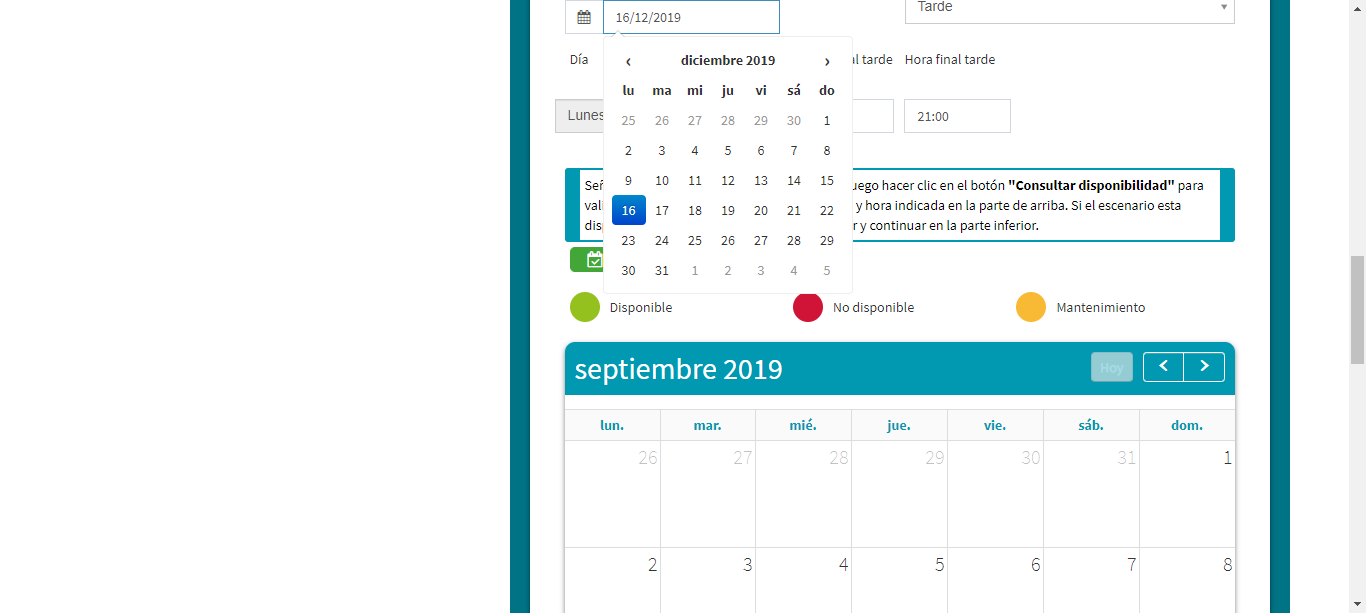 16/12/2019
Tarde
Día
al tarde Hora final tarde
‹ diciembre 2019 ›
lu ma mi ju vi sá do
25 26 27 28 29 30 1
2 3 4 5 6 7 8
9 10 11 12 13 14 15
16 17 18 19 20 21 22
23 24 25 26 27 28 29
30 31 1 2 3 4 5
Lunes
21:00
Señ uego hacer clic en el botón "Consultar disponibilidad" para
vali y hora indicada en la parte de arriba. Si el escenario esta
disp r y continuar en la parte inferior.
Disponible No disponible Mantenimiento
septiembre 2019 Hoy
lun. mar. mié. jue. vie. sáb. dom.
26 27 28 29 30 31 1
2 3 4 5 6 7 8